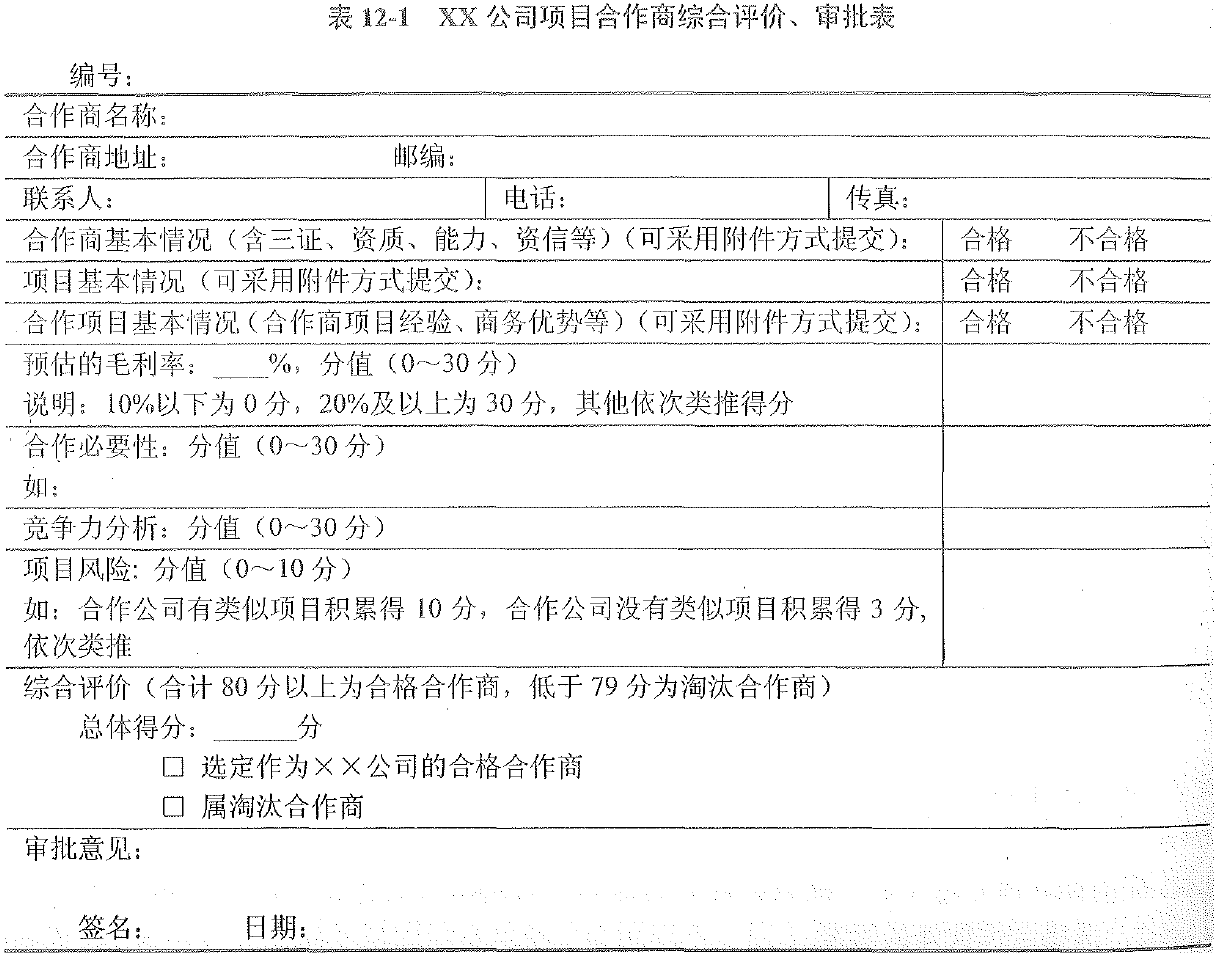 表 12-1 XX 公司项目合作商综合评价、审批表
编号：
合作商名称：
合作商地址： 邮编：
联系人： 电话： 传真：
合作商基本情况（含三证、资质、能力、资信等）（可采用附件方式提交）： 合格 不合格
项目基本情况（可采用附件方式提交）： 合格 不合格
合作项目基本情况（合作商项目经验、商务优势等）（可采用附件方式提交）： 合格 不合格
预估的毛利率：____%，分值（0～30 分）
说明：10%以下为 0 分，20%及以上为 30 分，其他依次类推得分
合作必要性：分值（0～30 分）
如：
竞争力分析：分值（0～30 分）
项目风险: 分值（0～10 分）
如：合作公司有类似项目积累得 10 分，合作公司没有类似项目积累得 3 分,
依次类推
综合评价（合计 80 分以上为合格合作商，低于 79 分为淘汰合作商）
总体得分：______分
□ 选定作为××公司的合格合作商
□ 属淘汰合作商
审批意见：
签名： 日期：